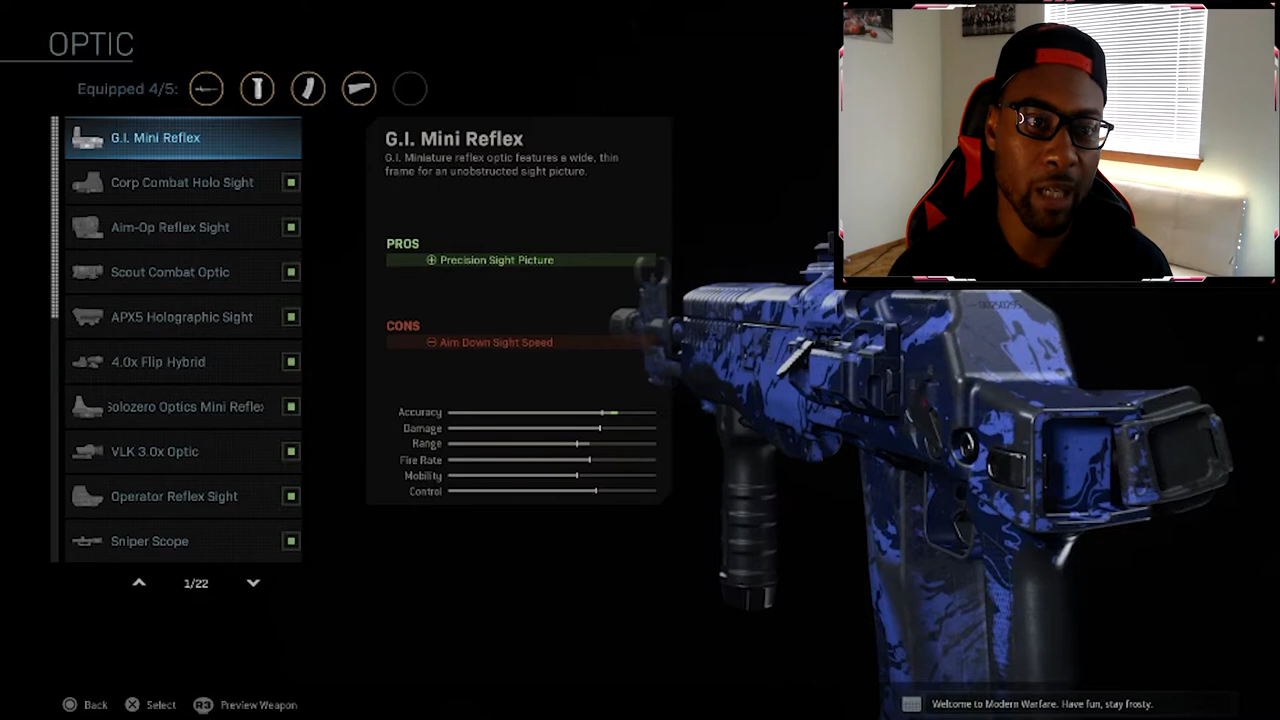 OPTIC
Equipped 4/5:
G.I. Mini Reflex
Corp Combat Holo Sight
Aim-Op Reflex Sight
Scout Combat Optic
APX5 Holographic Sight
4.0x Flip Hybrid
Solozero Optics Mini Reflex
VLK 3.0x Optic
Operator Reflex Sight
Sniper Scope
1/22
G.I. Mini Reflex
G.I. Miniature reflex optic features a wide, thin
frame for an unobstructed sight picture.
PROS
Precision Sight Picture
CONS
Aim Down Sight Speed
Accuracy
Damage
Range
Fire Rate
Mobility
Control
Back
Select
R3 Preview Weapon
Welcome to Modern Warfare. Have fun, stay frosty.